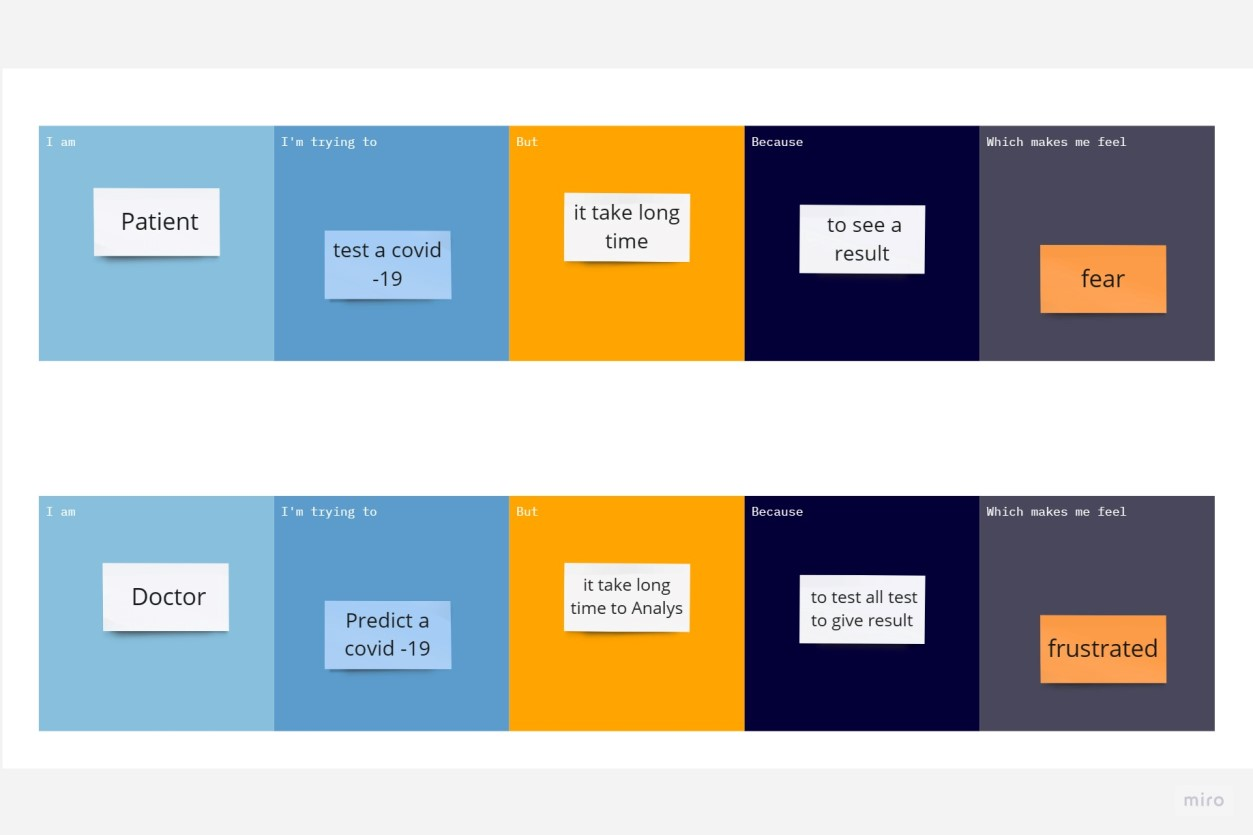 I am
I'm trying to
But
Because
Which makes me feel
Patient
test a covid
-19
it take long
time
to see a
result
fear
I am
I'm trying to
But
Because
Which makes me feel
Doctor
Predict a
covid -19
it take long
time to Analys
to test all test
to give result
frustrated
miro